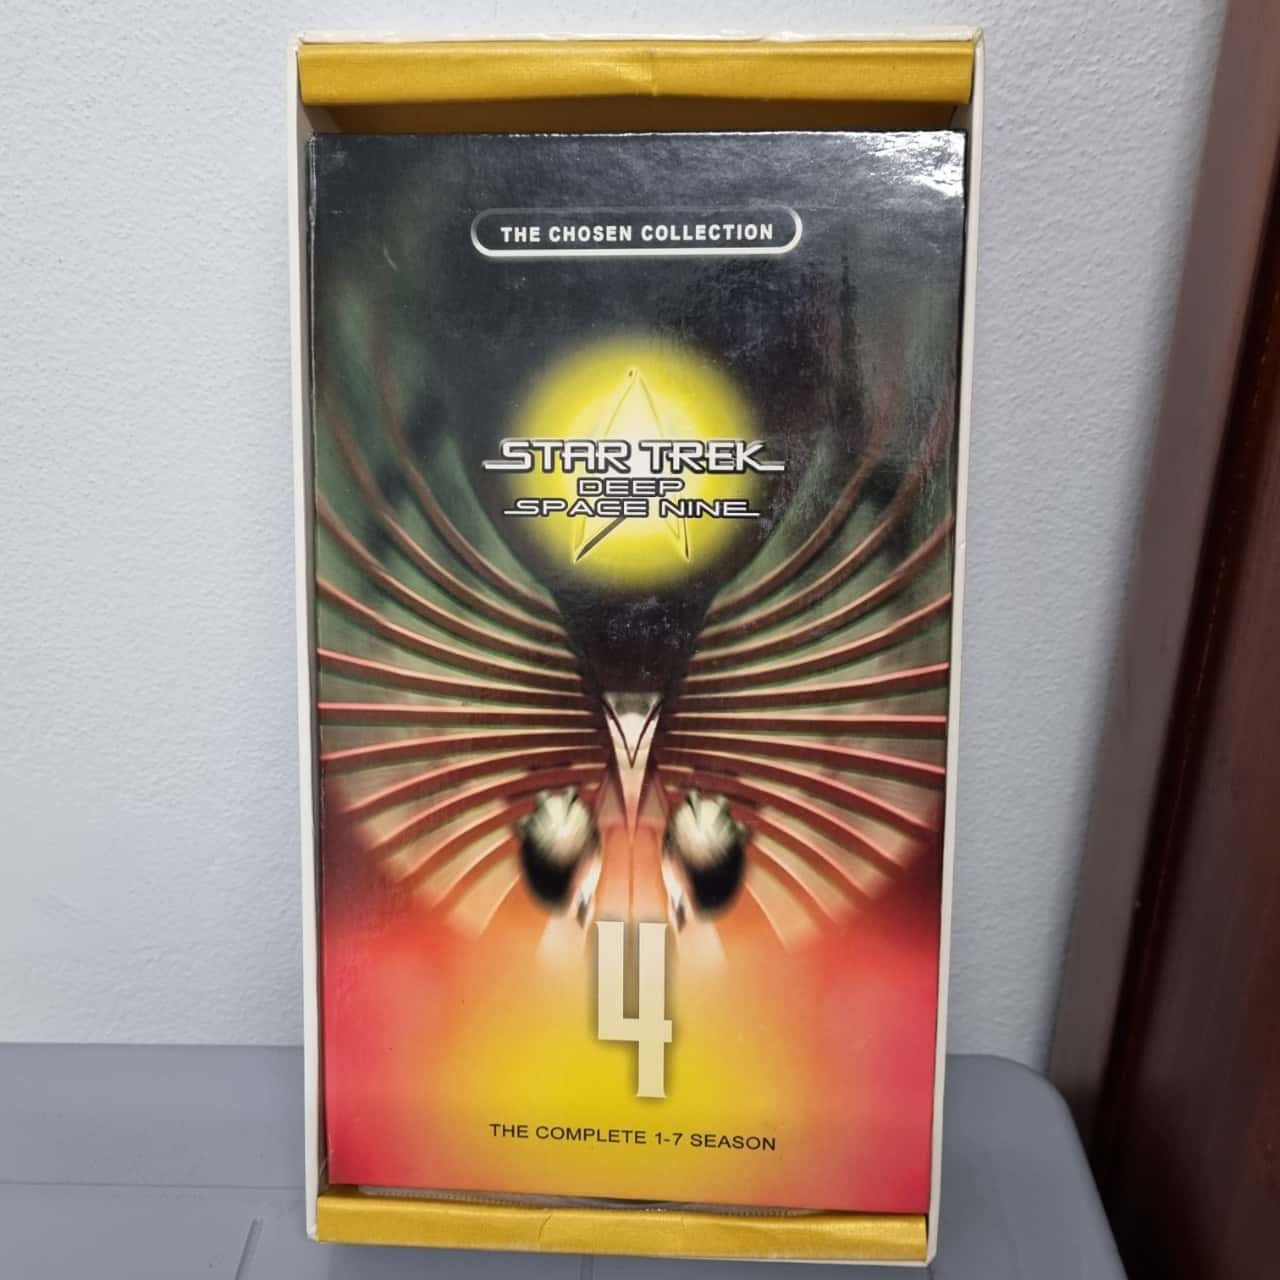 THE CHOSEN COLLECTION
STAR TREK
DEEP
SPACE NINE
4
THE COMPLETE 1-7 SEASON